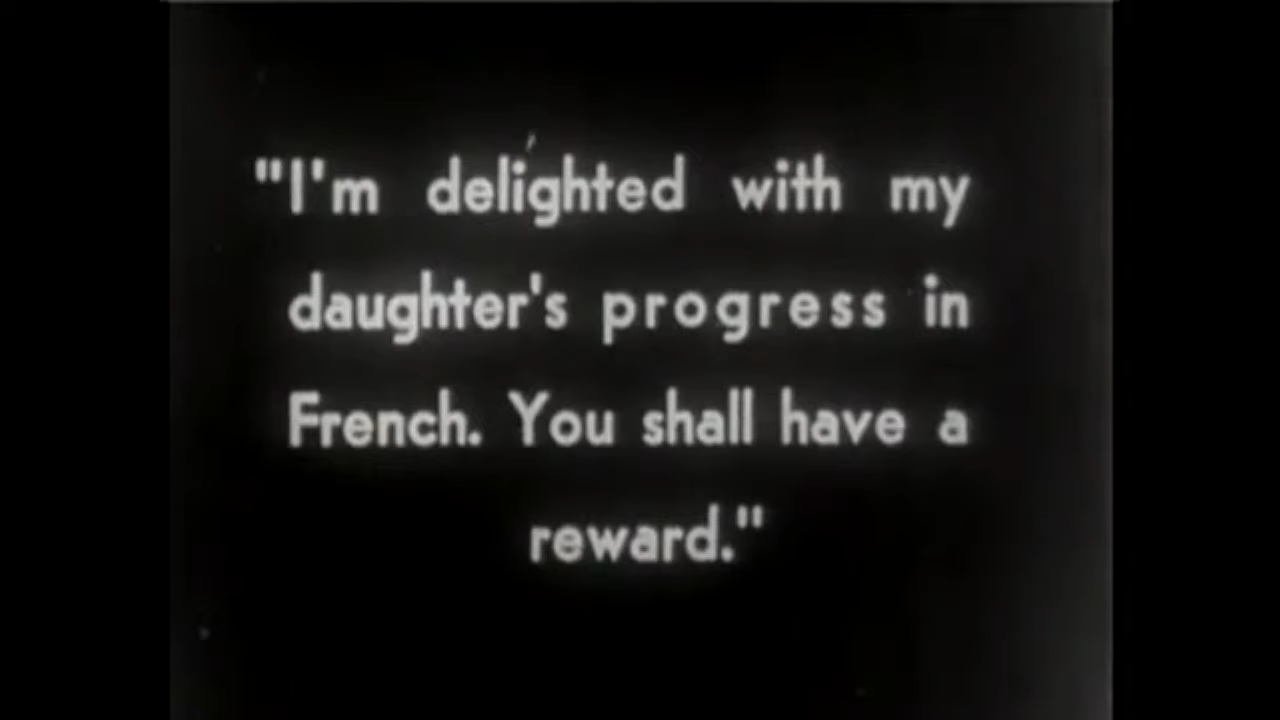 "I'm delighted with my
daughter's progress in
French. You shall have a
reward."